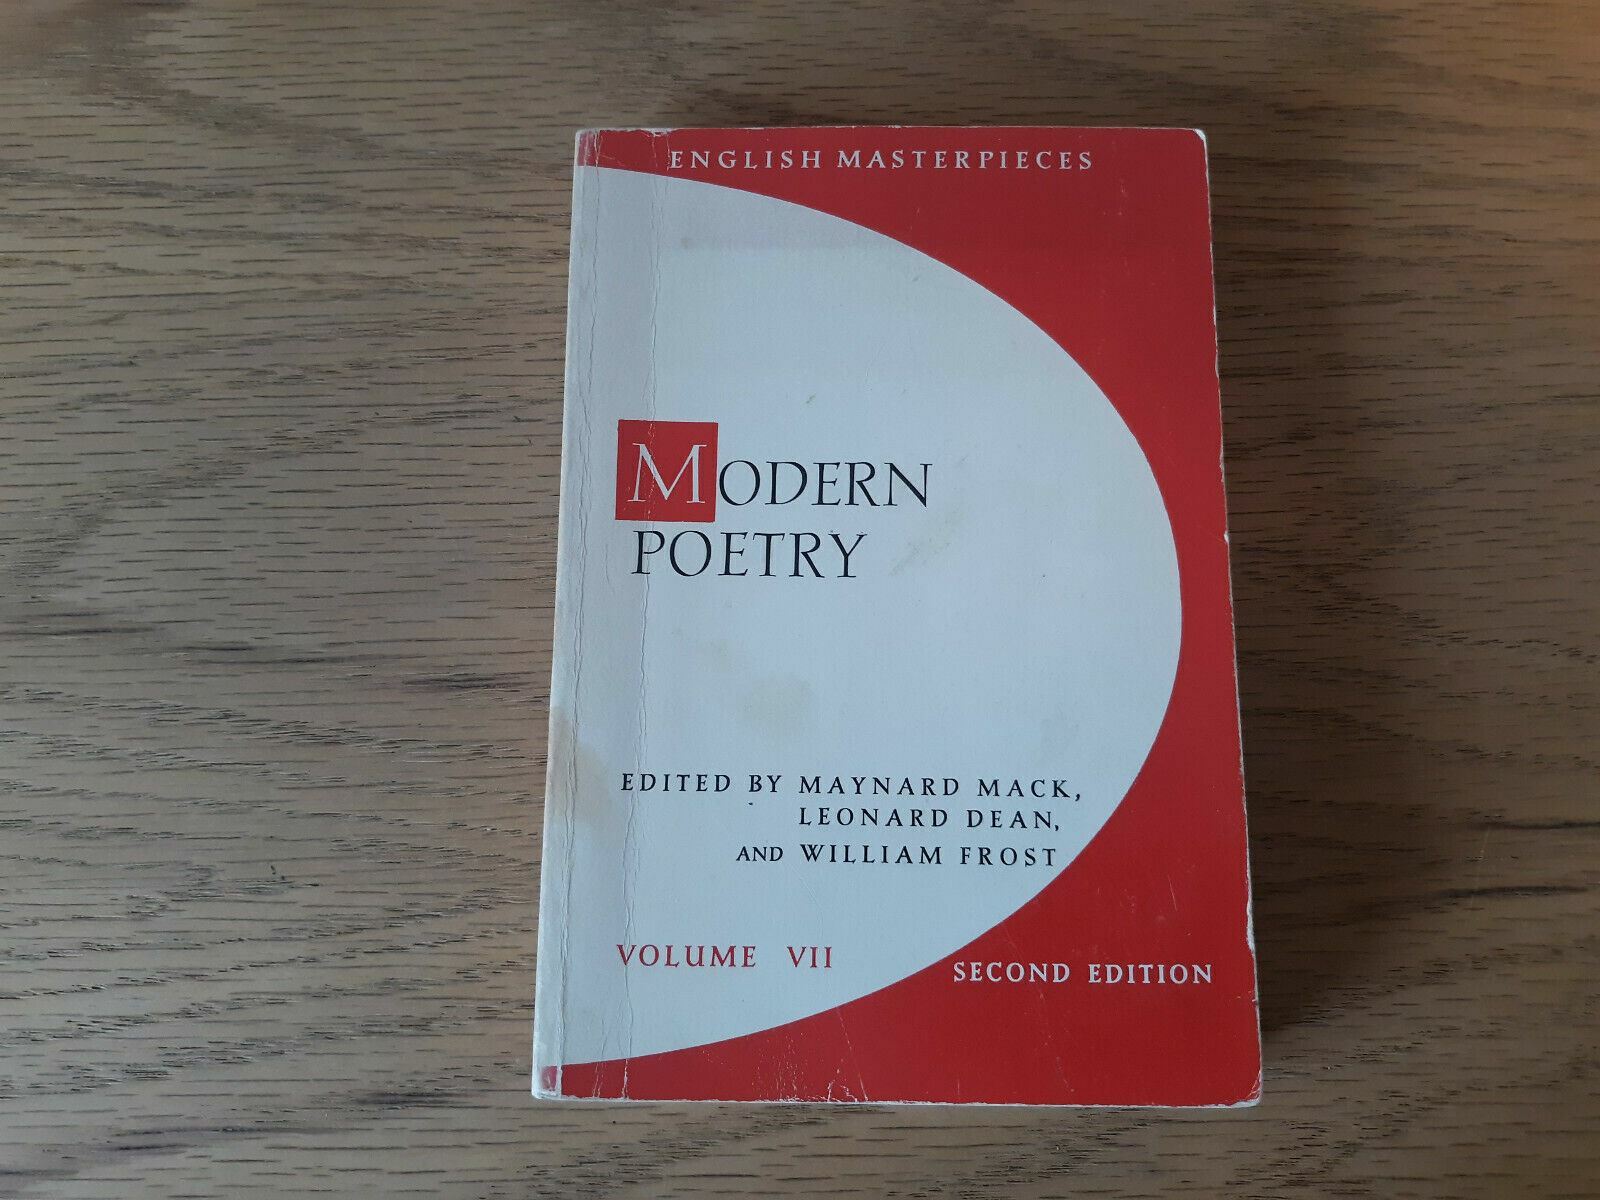 ENGLISH MASTERPIECES
MODERN
POETRY
EDITED BY MAYNARD MACK,
LEONARD DEAN,
AND WILLIAM FROST
VOLUME VII
SECOND EDITION